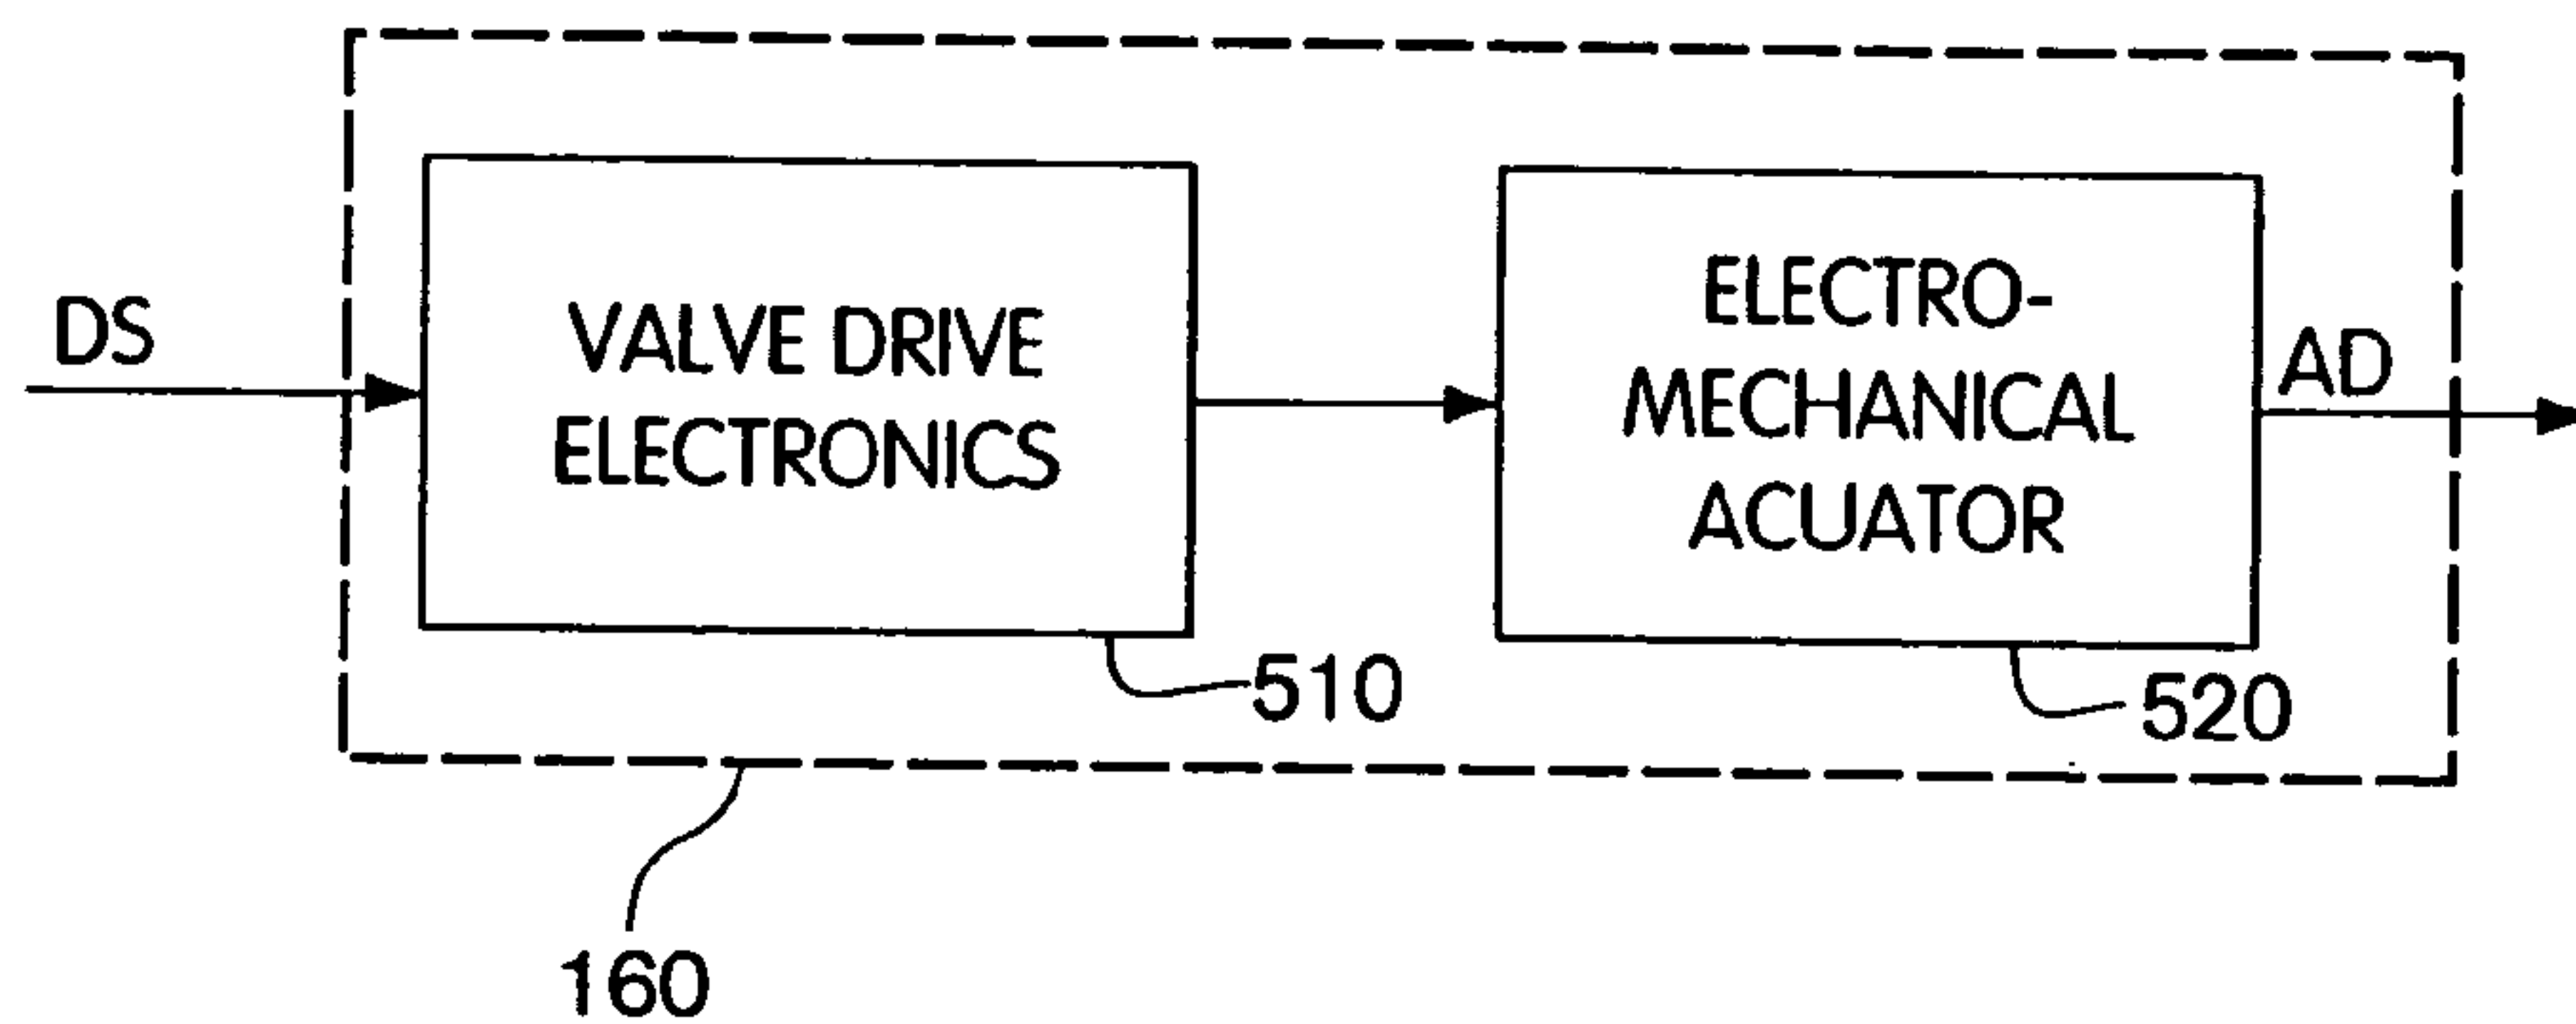 DS
VALVE DRIVE
ELECTRONICS
ELECTRO-
MECHANICAL
ACUATOR
AD
510
520
160